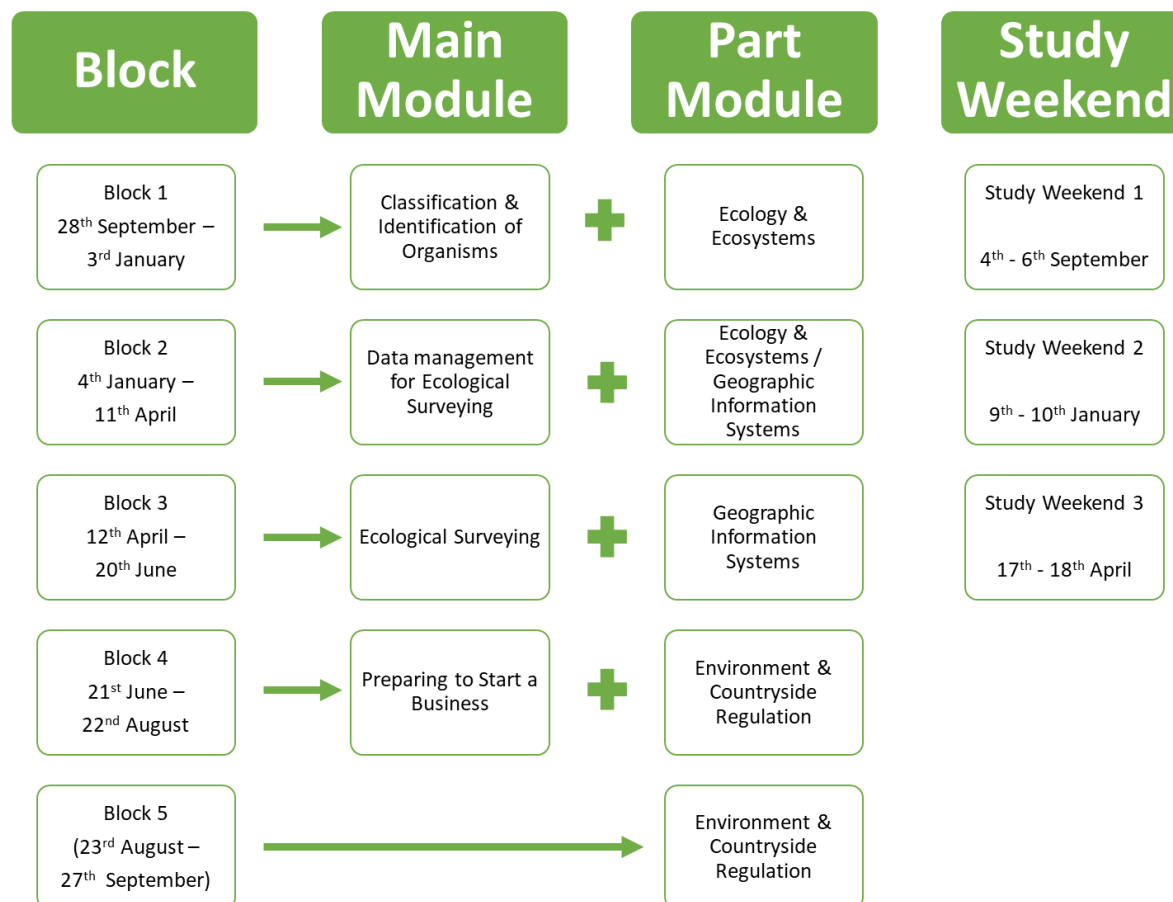 Block
Main
Module
Part
Module
Study
Weekend
Block 1
28th September –
3rd January
Classification &
Identification of
Organisms
Ecology &
Ecosystems
Study Weekend 1
4th - 6th September
Block 2
4th January –
11th April
Data management
for Ecological
Surveying
Ecology &
Ecosystems /
Geographic
Information
Systems
Study Weekend 2
9th - 10th January
Block 3
12th April –
20th June
Ecological Surveying
Geographic
Information
Systems
Study Weekend 3
17th - 18th April
Block 4
21st June –
22nd August
Preparing to Start a
Business
Environment &
Countryside
Regulation
Block 5
(23rd August –
27th September)
Environment &
Countryside
Regulation